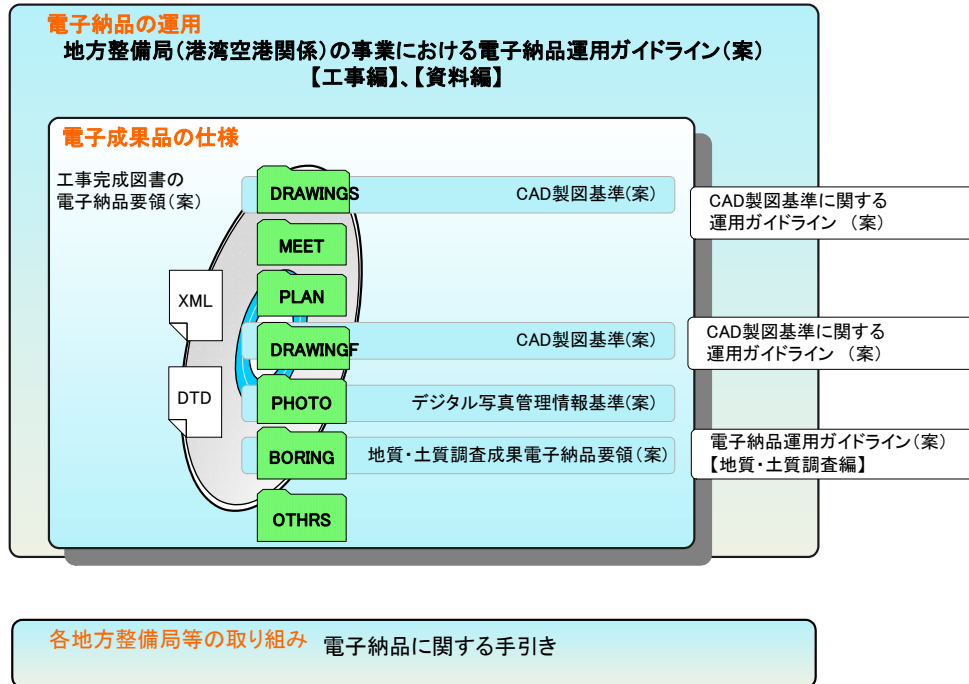 電子納品の運用
地方整備局(港湾空港関係)の事業における電子納品運用ガイドライン(案)
【工事編】、【資料編】
電子成果品の仕様
工事完成図書の
電子納品要領(案)
DRAWINGS
CAD製図基準(案)
CAD製図基準に関する
運用ガイドライン (案)
MEET
XML
PLAN
DRAWINGF
CAD製図基準(案)
CAD製図基準に関する
運用ガイドライン (案)
DTD
PHOTO
デジタル写真管理情報基準(案)
BORING
地質・土質調査成果電子納品要領(案)
電子納品運用ガイドライン(案)
【地質・土質調査編】
OTHRS
各地方整備局等の取り組み 電子納品に関する手引き